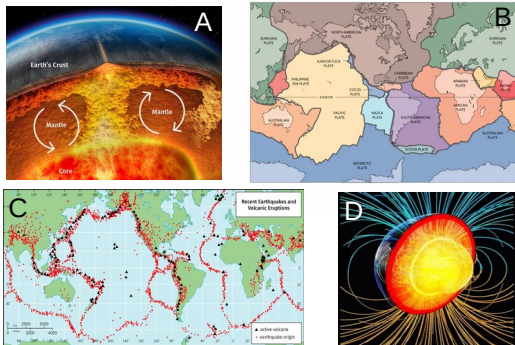 A
Earth's Crust
Mantle
Mantle
Core
B
EURASIAN
PLATE
NORTH AMERICAN
PLATE
EURASIAN
PLATE
JUAN DE FUCA
PLATE
CARIBBEAN
PLATE
ARABIAN
PLATE
INDIAN
PLATE
PHILIPPINE
SEA PLATE
COCOS
PLATE
EQUATOR
PACIFIC
PLATE
NAZCA
PLATE
SOUTH AMERICAN
PLATE
AFRICAN
PLATE
AUSTRALIAN
PLATE
AUSTRALIAN
PLATE
SCOTIA PLATE
ANTARCTIC
PLATE
C
Recent Earthquakes and
Volcanic Eruptions
active volcano
earthquake origin
D